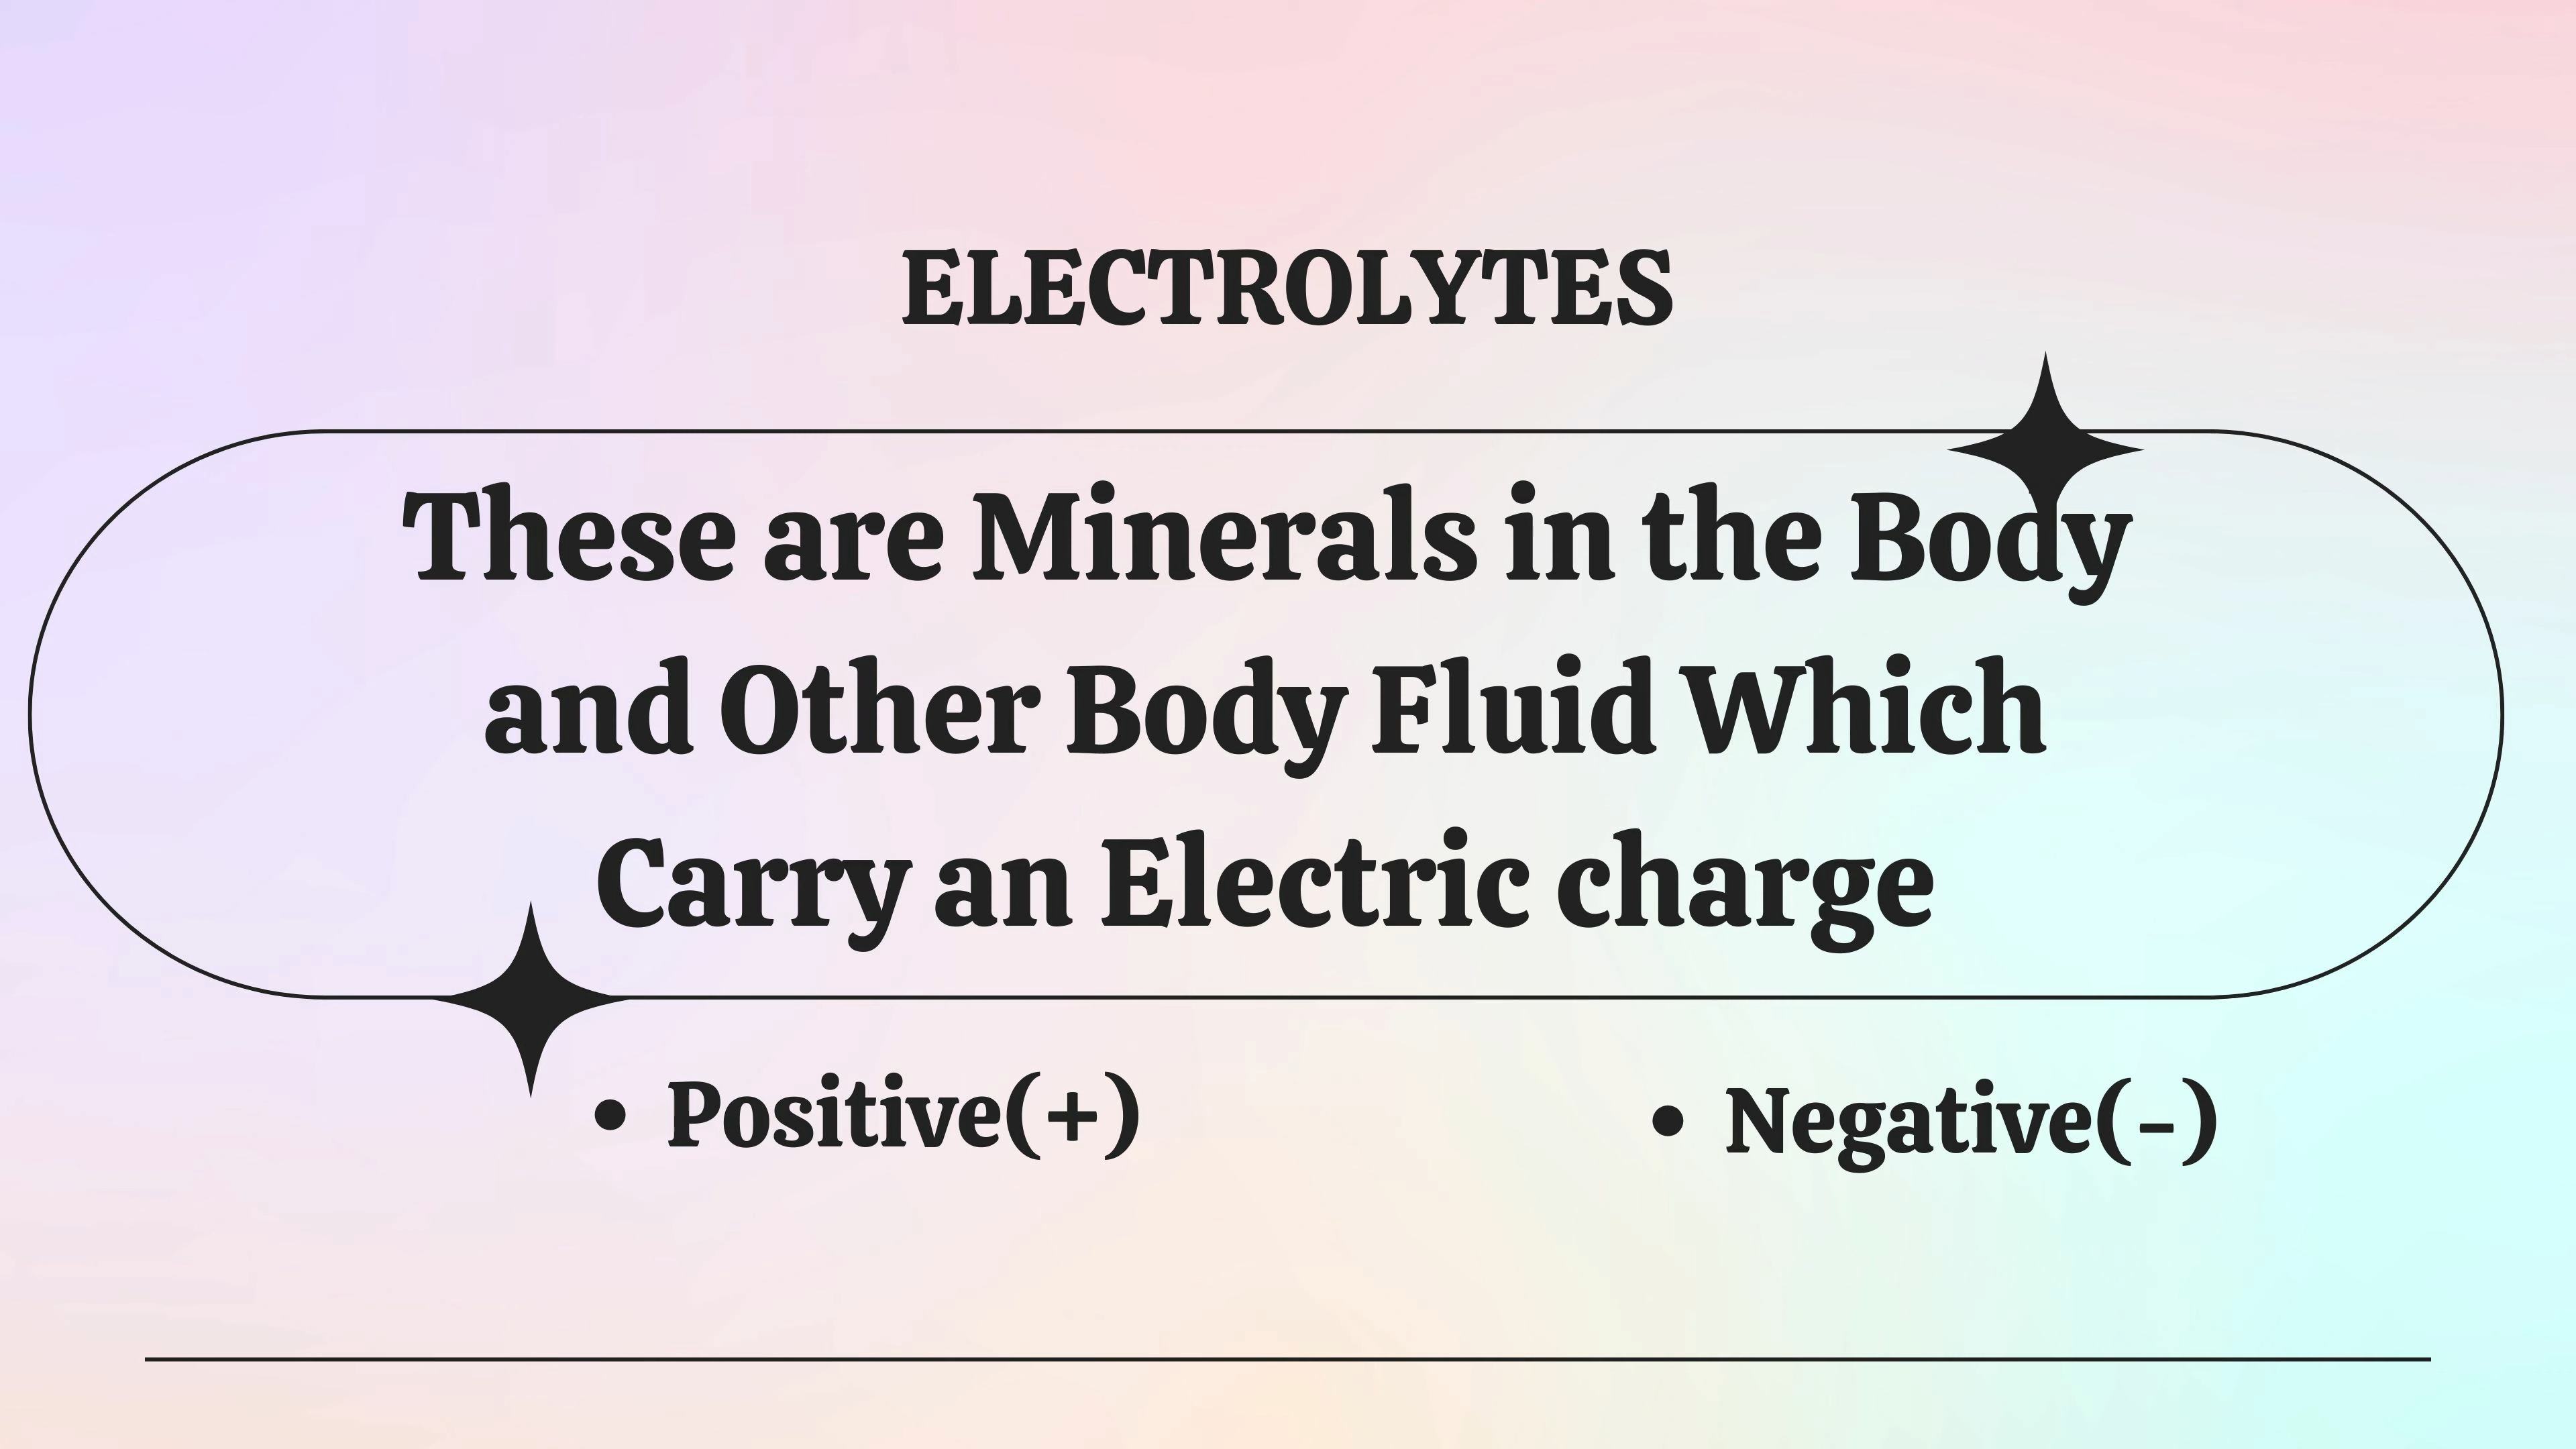 ELECTROLYTES
These are Minerals in the Body
and Other Body Fluid Which
Carry an Electric charge
• Positive(+)
• Negative(-)